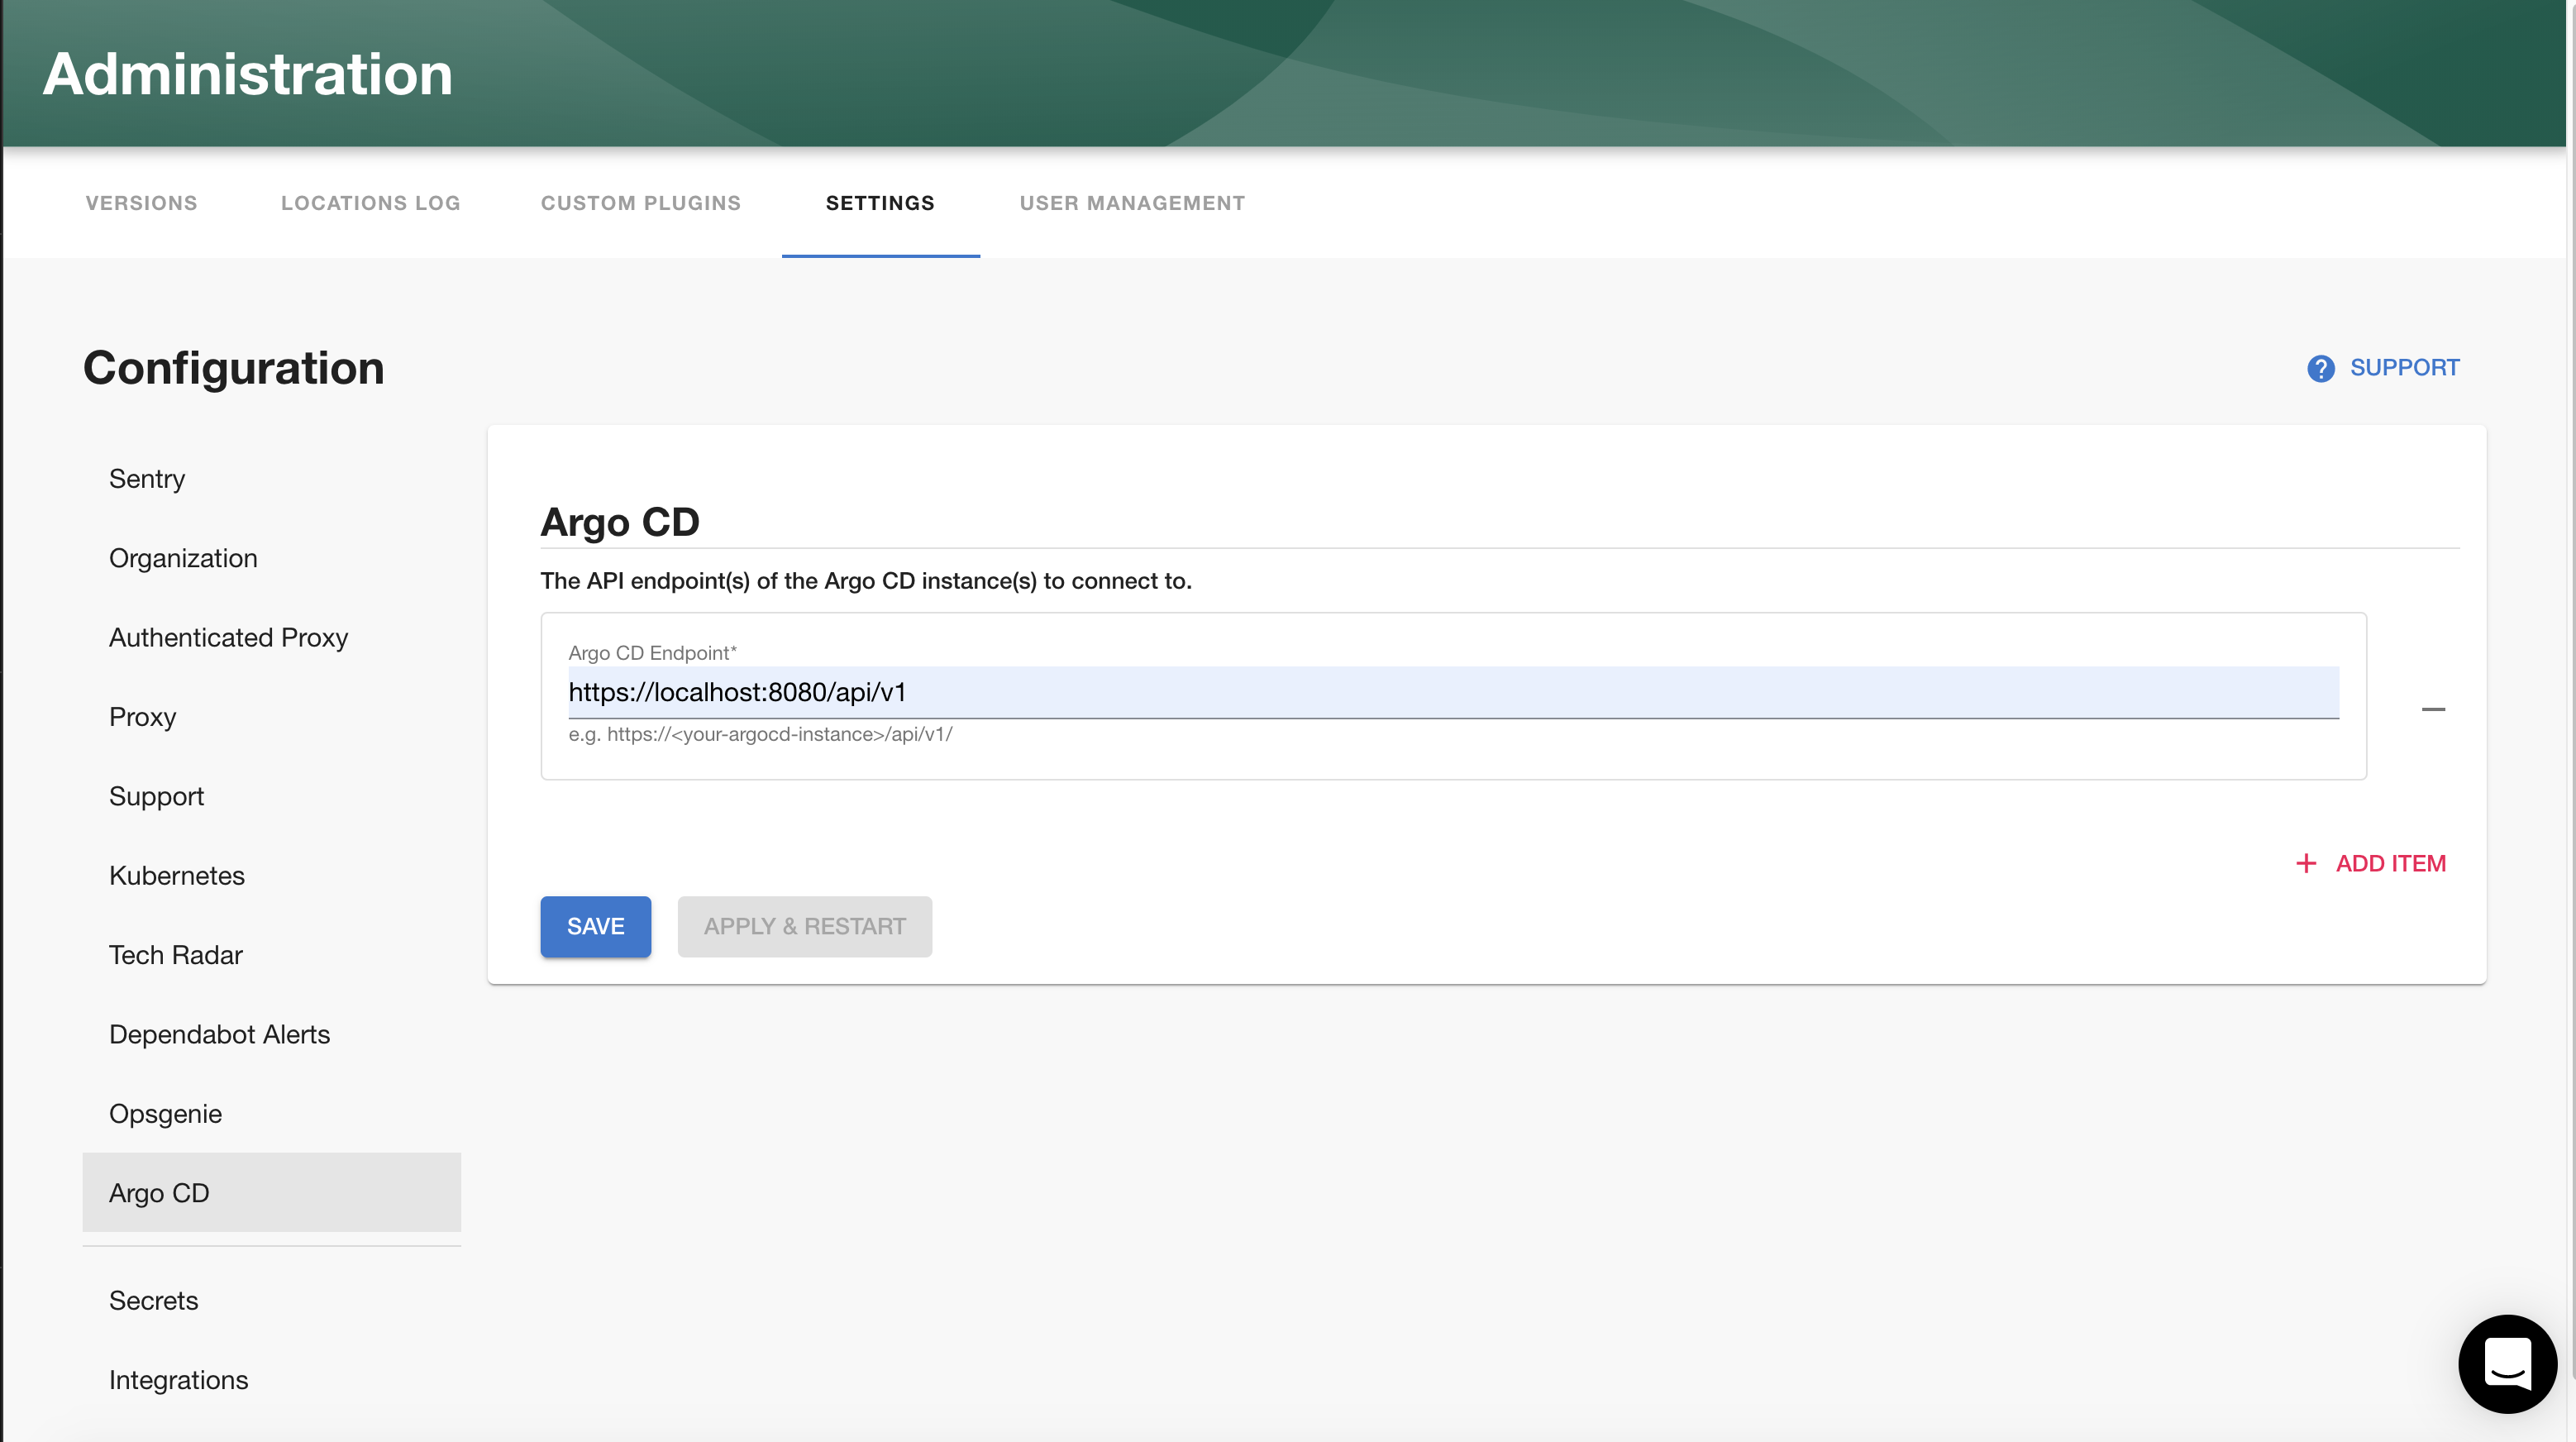 Administration
VERSIONS LOCATIONS LOG CUSTOM PLUGINS SETTINGS USER MANAGEMENT
Configuration
SUPPORT
Sentry
Organization
Authenticated Proxy
Proxy
Support
Kubernetes
Tech Radar
Dependabot Alerts
Opsgenie
Argo CD
Secrets
Integrations
Argo CD
The API endpoint(s) of the Argo CD instance(s) to connect to.
Argo CD Endpoint*
https://localhost:8080/api/v1
e.g. https://<your-argocd-instance>/api/v1/
ADD ITEM
SAVE APPLY & RESTART